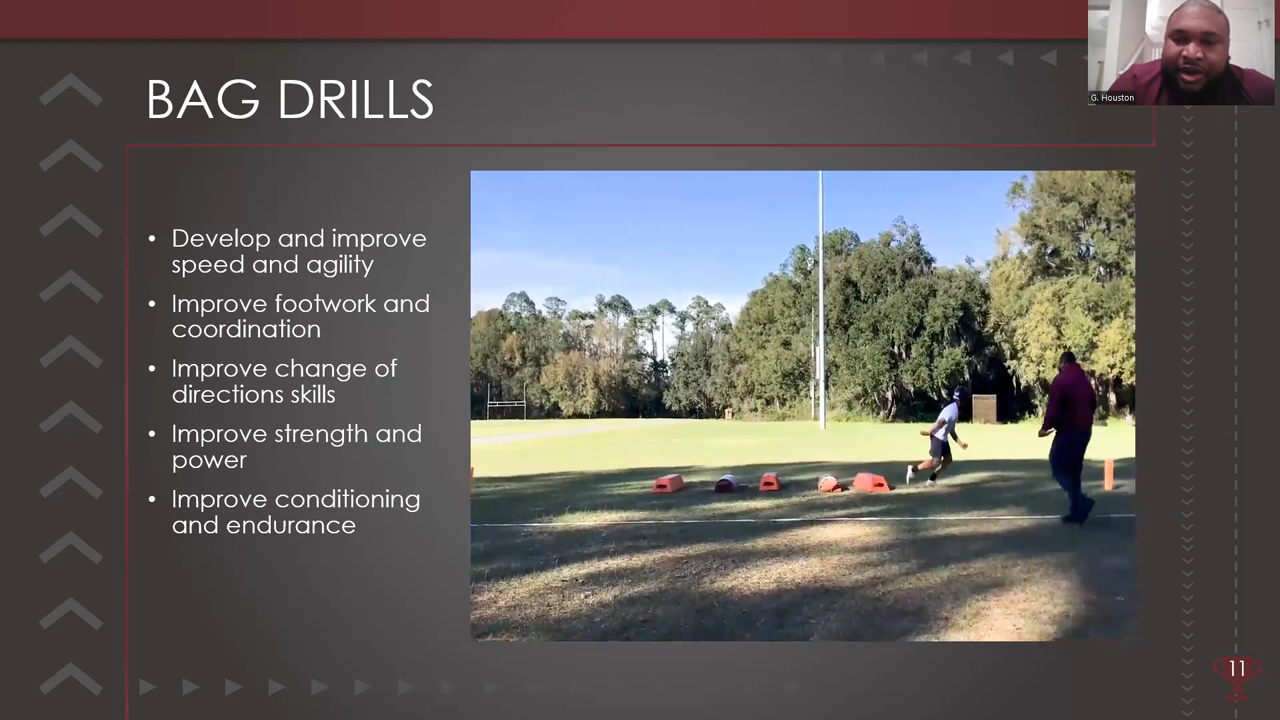 BAG DRILLS
G. Houston
• Develop and improve
speed and agility
• Improve footwork and
coordination
• Improve change of
directions skills
• Improve strength and
power
• Improve conditioning
and endurance
11